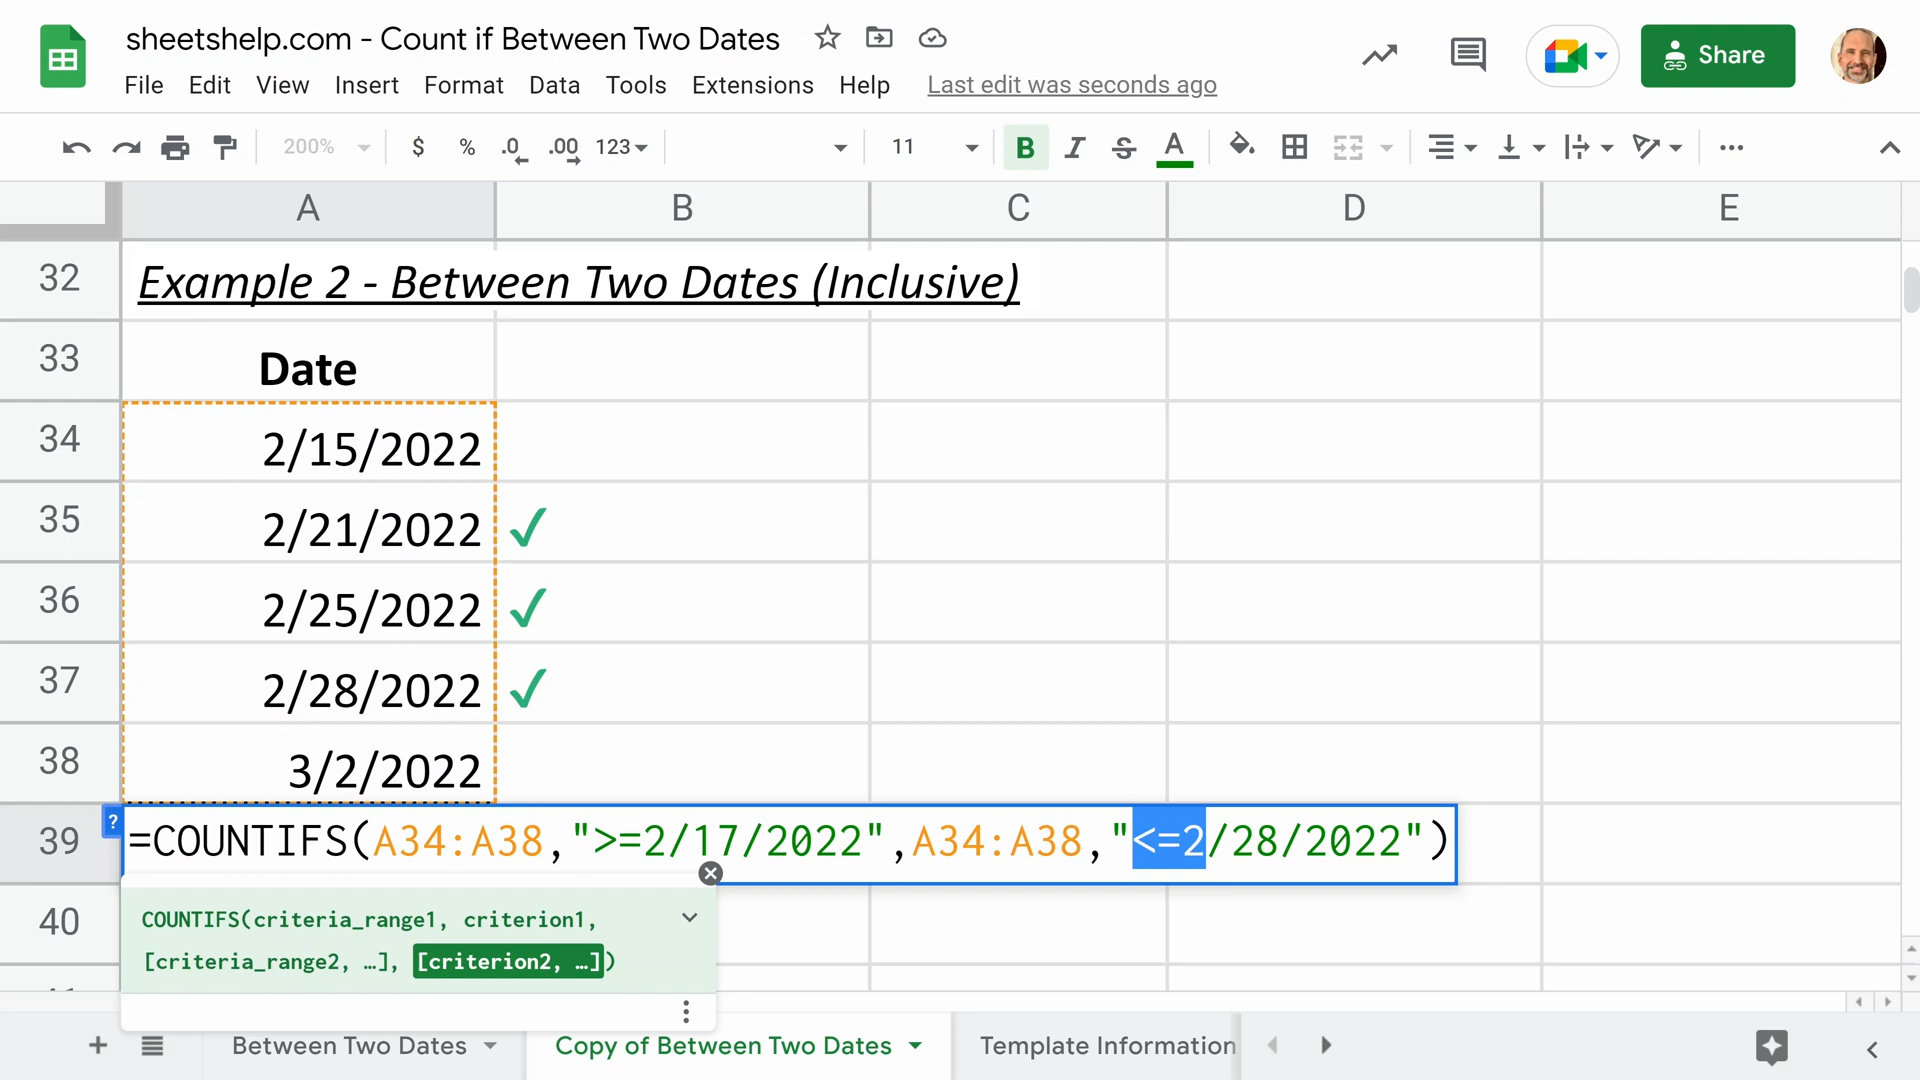 sheetshelp.com - Count if Between Two Dates
Share
File Edit View Insert Format Data Tools Extensions Help Last edit was seconds ago
200% $ % .0 .00 123 11 B I S A
A B C D E
32 Example 2 - Between Two Dates (Inclusive)
33 Date
34 2/15/2022
35 2/21/2022 ✓
36 2/25/2022 ✓
37 2/28/2022 ✓
38 3/2/2022
? 39 =COUNTIFS(A34:A38,">=2/17/2022",A34:A38,"<=2/28/2022")
40 COUNTIFS(criteria_range1, criterion1,
[criteria_range2, …], [criterion2, …])
+ Between Two Dates Copy of Between Two Dates Template Information